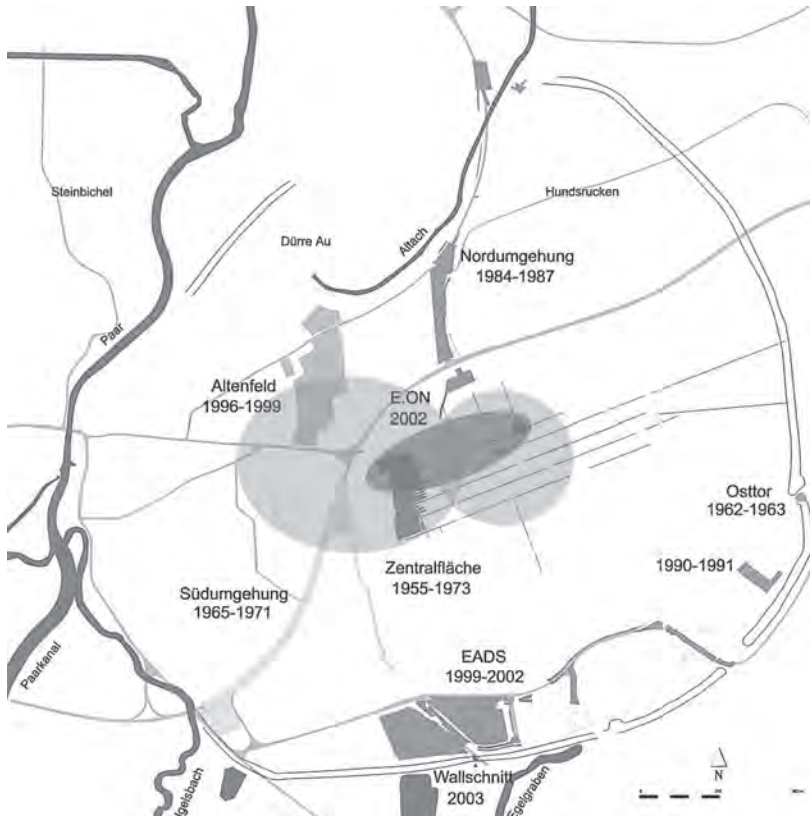 Steinbichel
Hundsrucken
Dürre Au
Altach
Nordumgehung
1984-1987
Paar
Altenfeld
1996-1999
E.ON
2002
Osttor
1962-1963
Zentralfläche
1955-1973
1990-1991
Südumgehung
1965-1971
EADS
1999-2002
Paarkanal
Wallschnitt
2003
Igelsbach
Egelgraben
N